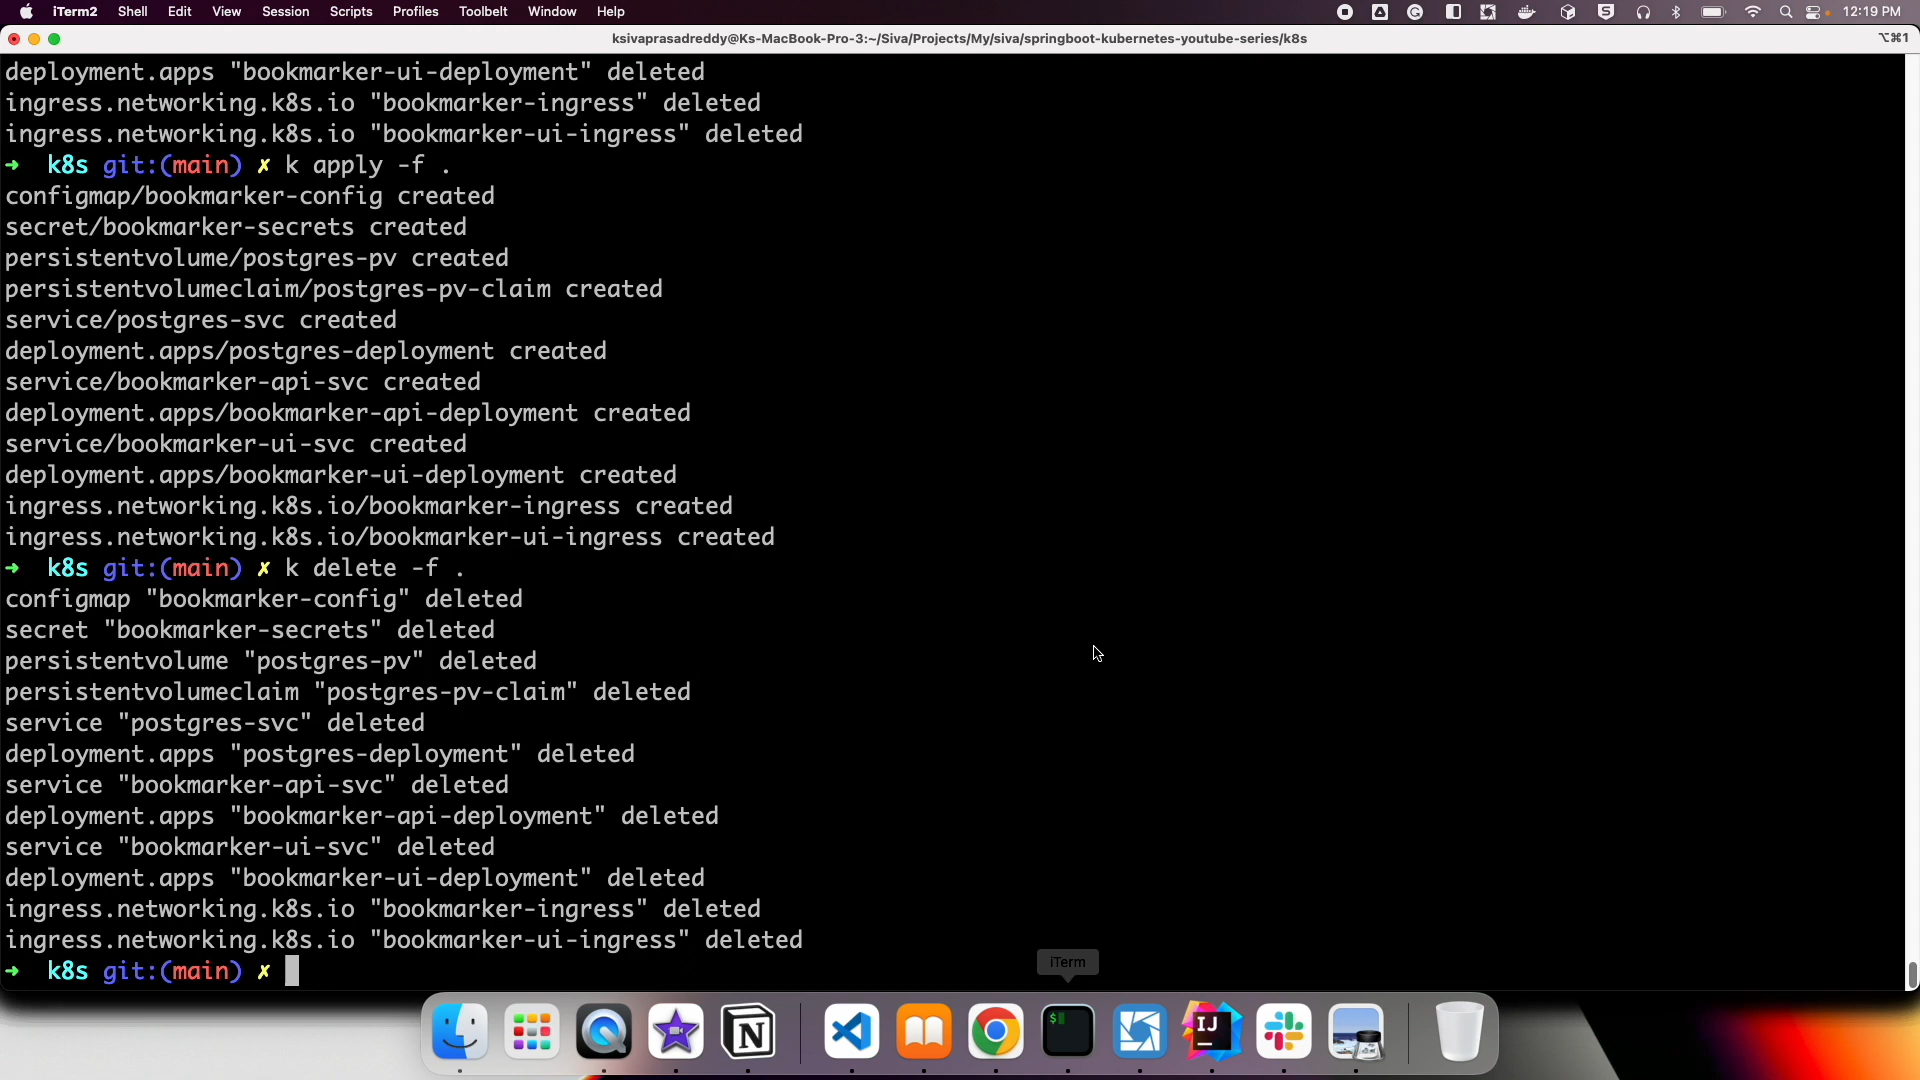 iTerm2 Shell Edit View Session Scripts Profiles Toolbelt Window Help 12:19 PM
ksivaprasadreddy@Ks-MacBook-Pro-3:~/Siva/Projects/My/siva/springboot-kubernetes-youtube-series/k8s ⌥⌘1
deployment.apps "bookmarker-ui-deployment" deleted
ingress.networking.k8s.io "bookmarker-ingress" deleted
ingress.networking.k8s.io "bookmarker-ui-ingress" deleted
➜ k8s git:(main) ✗ k apply -f .
configmap/bookmarker-config created
secret/bookmarker-secrets created
persistentvolume/postgres-pv created
persistentvolumeclaim/postgres-pv-claim created
service/postgres-svc created
deployment.apps/postgres-deployment created
service/bookmarker-api-svc created
deployment.apps/bookmarker-api-deployment created
service/bookmarker-ui-svc created
deployment.apps/bookmarker-ui-deployment created
ingress.networking.k8s.io/bookmarker-ingress created
ingress.networking.k8s.io/bookmarker-ui-ingress created
➜ k8s git:(main) ✗ k delete -f .
configmap "bookmarker-config" deleted
secret "bookmarker-secrets" deleted
persistentvolume "postgres-pv" deleted
persistentvolumeclaim "postgres-pv-claim" deleted
service "postgres-svc" deleted
deployment.apps "postgres-deployment" deleted
service "bookmarker-api-svc" deleted
deployment.apps "bookmarker-api-deployment" deleted
service "bookmarker-ui-svc" deleted
deployment.apps "bookmarker-ui-deployment" deleted
ingress.networking.k8s.io "bookmarker-ingress" deleted
ingress.networking.k8s.io "bookmarker-ui-ingress" deleted
➜ k8s git:(main) ✗
iTerm